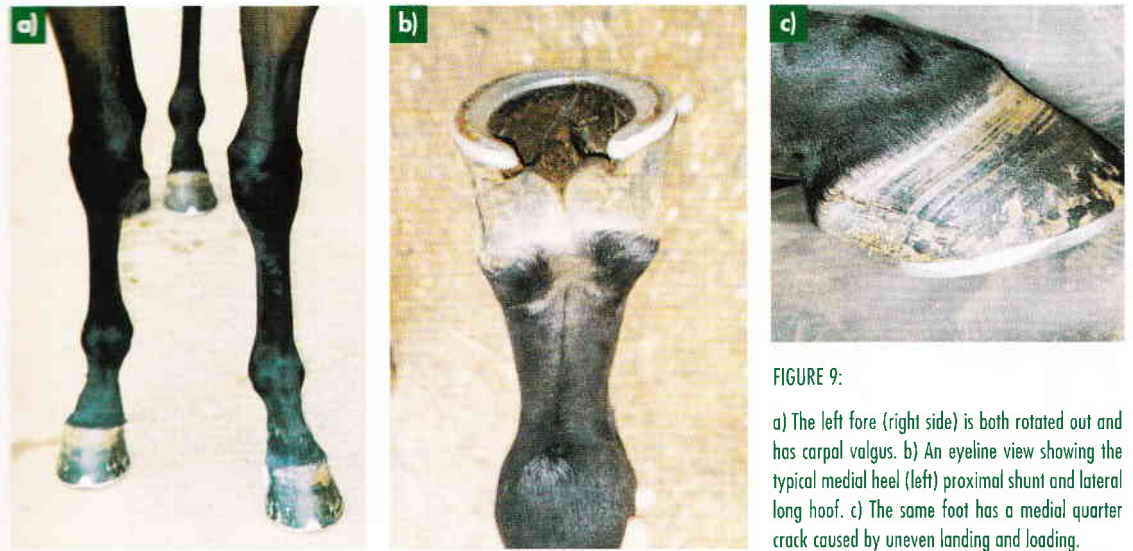 a)
b)
c)
FIGURE 9:
a) The left fore (right side) is both rotated out and
has carpal valgus. b) An eyeline view showing the
typical medial heel (left) proximal shunt and lateral
long hoof. c) The same foot has a medial quarter
crack caused by uneven landing and loading.